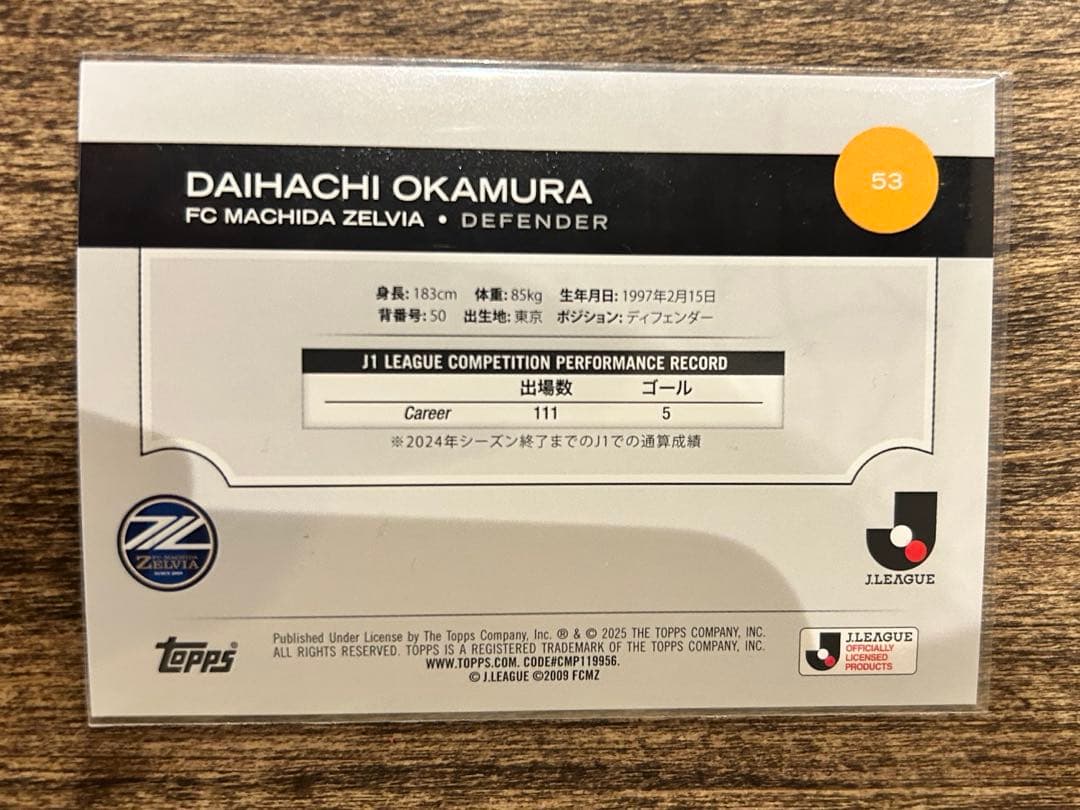 DAIHACHI OKAMURA
53
FC MACHIDA ZELVIA • DEFENDER
身長: 183cm 体重: 85kg 生年月日: 1997年2月15日
背番号: 50 出生地: 東京 ポジション: ディフェンダー
J1 LEAGUE COMPETITION PERFORMANCE RECORD
出場数 ゴール
Career 111 5
※2024年シーズン終了までのJ1での通算成績
FC MACHIDA
ZELVIA
J.LEAGUE
topps®
Published Under License by The Topps Company, Inc. ® & © 2025 THE TOPPS COMPANY, INC.
ALL RIGHTS RESERVED. TOPPS IS A REGISTERED TRADEMARK OF THE TOPPS COMPANY, INC.
WWW.TOPPS.COM. CODE#CMP119956.
© J.LEAGUE ©2009 FCMZ
J.LEAGUE
OFFICIALLY
LICENSED
PRODUCTS